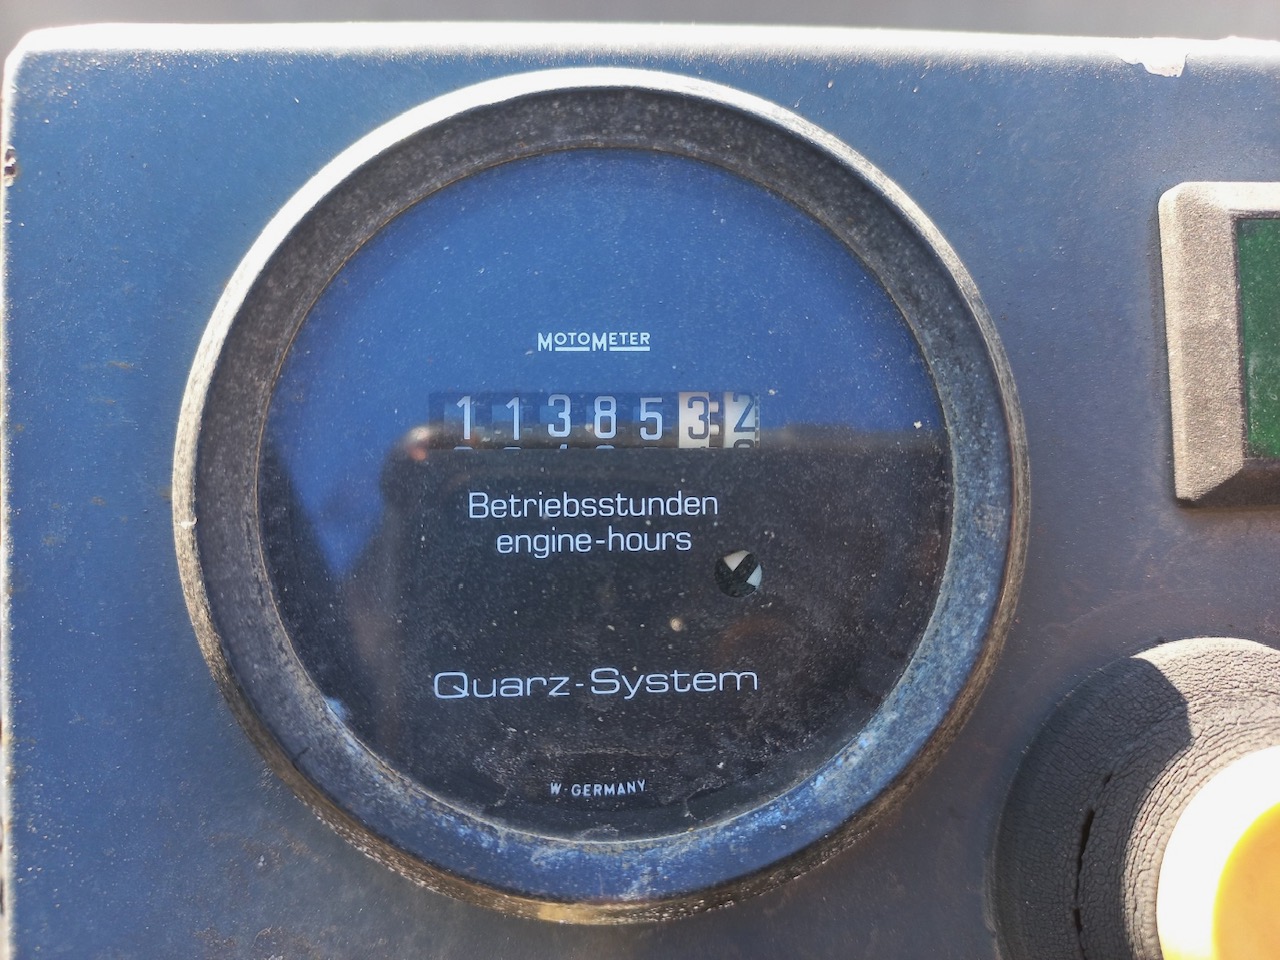 MOTOMETER
1138532
Betriebsstunden
engine-hours
Quarz-System
W-GERMANY